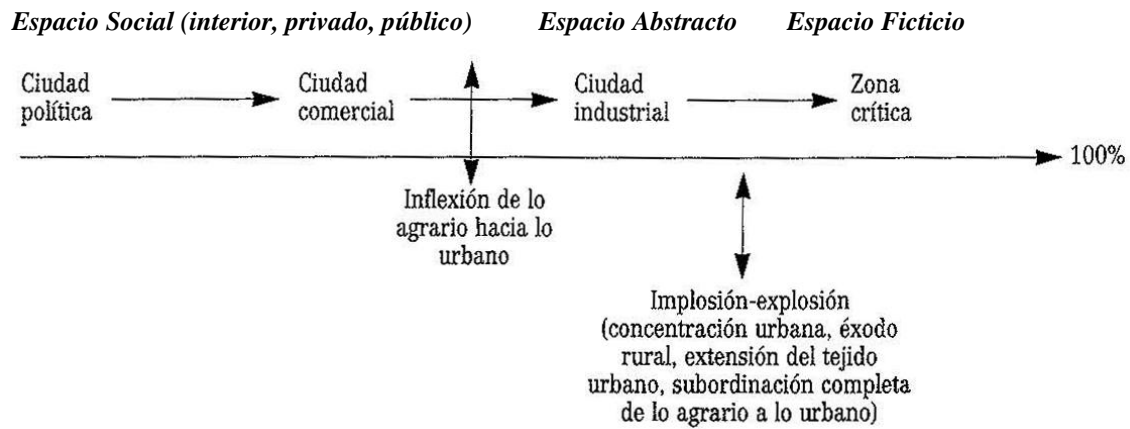 Espacio Social (interior, privado, público) Espacio Abstracto Espacio Ficticio
Ciudad
política
Ciudad
comercial
Ciudad
industrial
Zona
crítica
100%
Inflexión de lo
agrario hacia lo
urbano
Implosión-explosión
(concentración urbana, éxodo
rural, extensión del tejido
urbano, subordinación completa
de lo agrario a lo urbano)